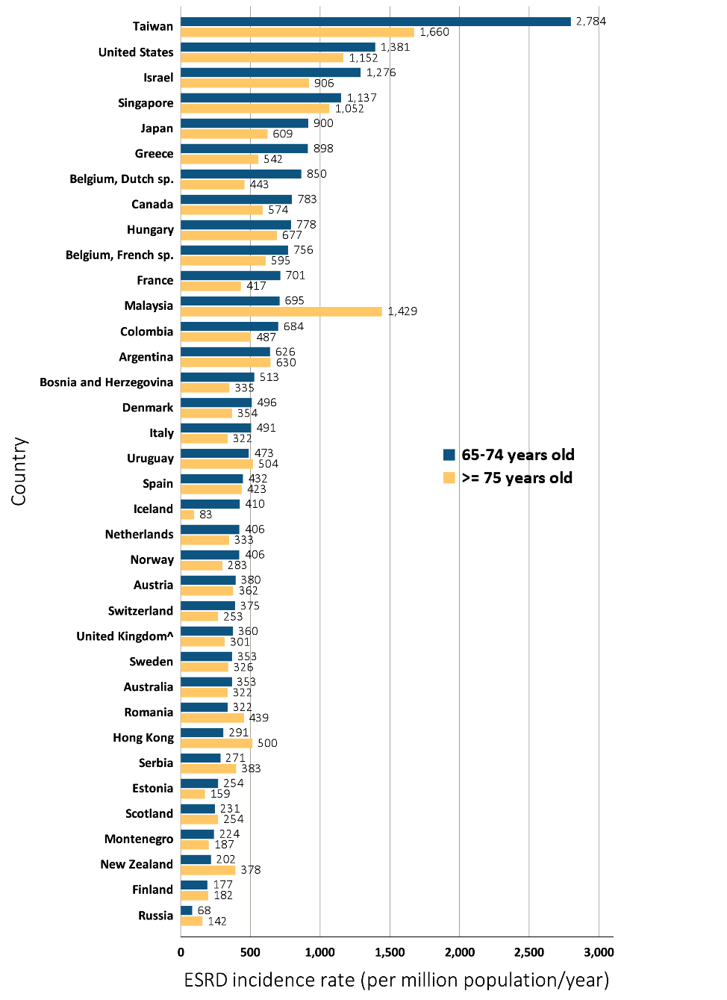 Taiwan 2,784
1,660
United States 1,381
1,152
Israel 1,276
906
Singapore 1,137
1,052
Japan 900
609
Greece 898
542
Belgium, Dutch sp. 850
443
Canada 783
574
Hungary 778
677
Belgium, French sp. 756
595
France 701
417
Malaysia 695
1,429
Colombia 684
487
Argentina 626
630
Bosnia and Herzegovina 513
335
Denmark 496
354
Italy 491
322
Uruguay 473
504
Spain 432
423
Iceland 410
83
Netherlands 406
333
Norway 406
283
Austria 380
362
Switzerland 375
253
United Kingdom^ 360
301
Sweden 353
326
Australia 353
322
Romania 322
439
Hong Kong 291
500
Serbia 271
383
Estonia 254
159
Scotland 231
254
Montenegro 224
187
New Zealand 202
378
Finland 177
182
Russia 68
142
Country
65-74 years old
>= 75 years old
0 500 1,000 1,500 2,000 2,500 3,000
ESRD incidence rate (per million population/year)